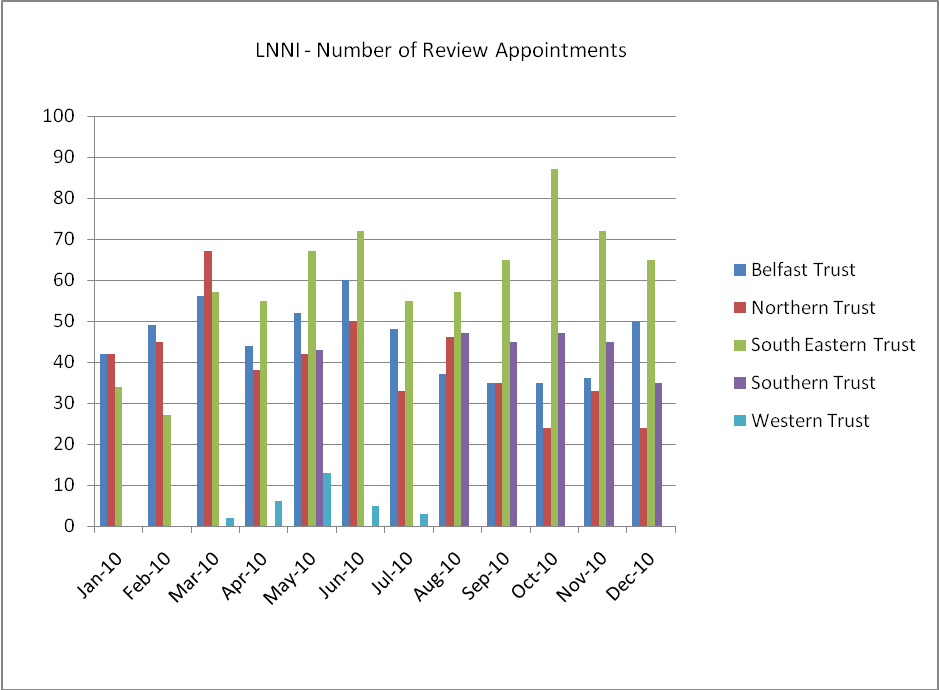 LNNI - Number of Review Appointments
100
90
80
70
60
50
40
30
20
10
0
Jan-10
Feb-10
Mar-10
Apr-10
May-10
Jun-10
Jul-10
Aug-10
Sep-10
Oct-10
Nov-10
Dec-10
Belfast Trust
Northern Trust
South Eastern Trust
Southern Trust
Western Trust